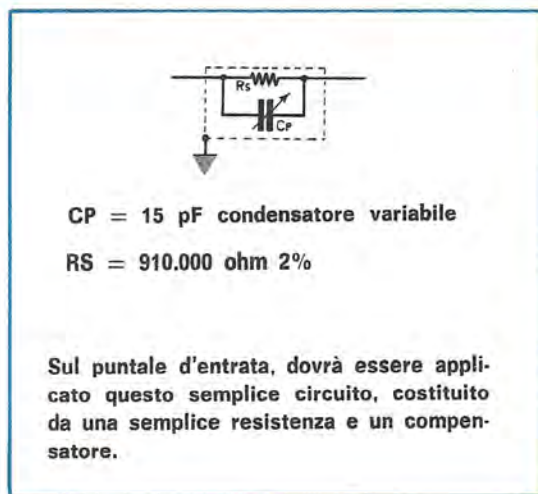 Rs
CP
CP = 15 pF condensatore variabile
RS = 910.000 ohm 2%
Sul puntale d'entrata, dovrà essere appli-
cato questo semplice circuito, costituito
da una semplice resistenza e un compen-
satore.